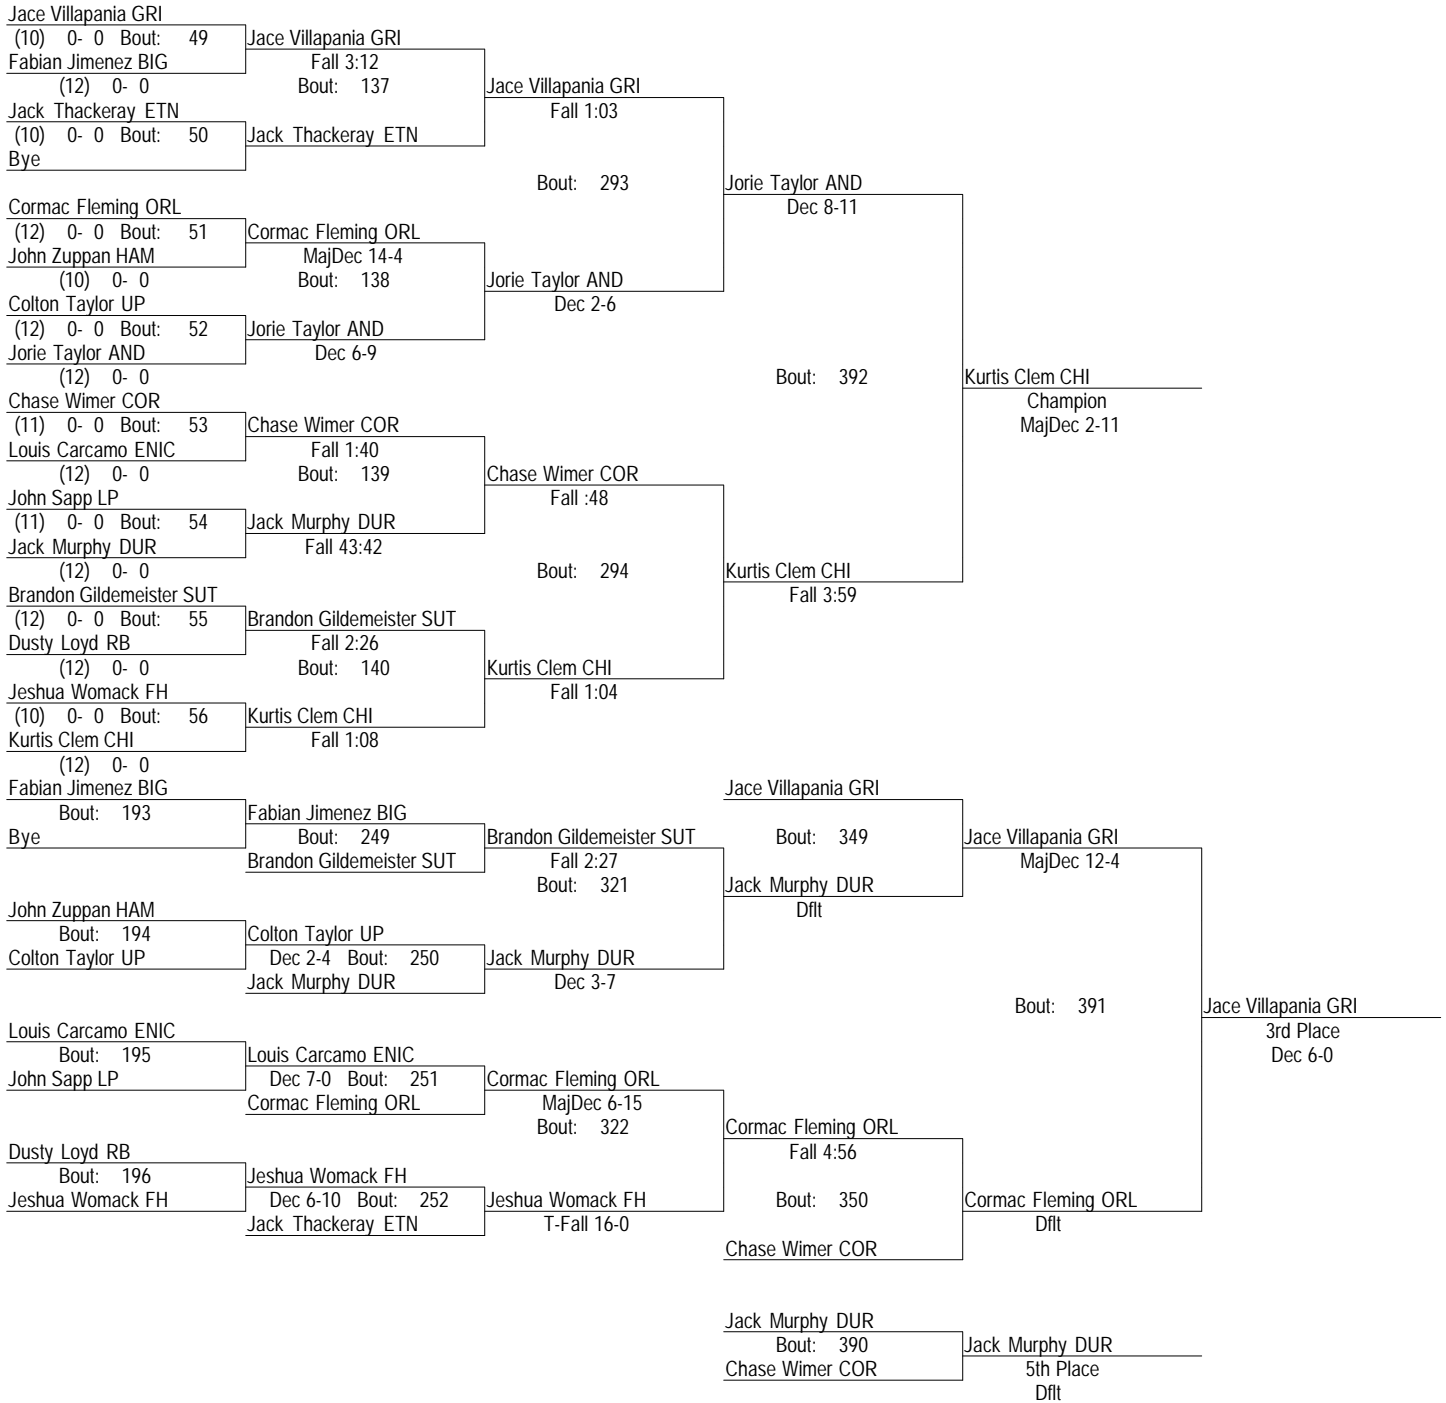 Jace Villapania GRI
(10) 0- 0 Bout: 49 Jace Villapania GRI
Fabian Jimenez BIG Fall 3:12
(12) 0- 0 Bout: 137 Jace Villapania GRI
Jack Thackeray ETN Fall 1:03
(10) 0- 0 Bout: 50 Jack Thackeray ETN
Bye
Bout: 293 Jorie Taylor AND
Cormac Fleming ORL Dec 8-11
(12) 0- 0 Bout: 51 Cormac Fleming ORL
John Zuppan HAM MajDec 14-4
(10) 0- 0 Bout: 138 Jorie Taylor AND
Colton Taylor UP Dec 2-6
(12) 0- 0 Bout: 52 Jorie Taylor AND
Jorie Taylor AND Dec 6-9
(12) 0- 0 Bout: 392 Kurtis Clem CHI
Chase Wimer COR Champion
(11) 0- 0 Bout: 53 Chase Wimer COR MajDec 2-11
Louis Carcamo ENIC Fall 1:40
(12) 0- 0 Bout: 139 Chase Wimer COR
John Sapp LP Fall :48
(11) 0- 0 Bout: 54 Jack Murphy DUR
Jack Murphy DUR Fall 43:42
(12) 0- 0 Bout: 294 Kurtis Clem CHI
Brandon Gildemeister SUT Fall 3:59
(12) 0- 0 Bout: 55 Brandon Gildemeister SUT
Dusty Loyd RB Fall 2:26
(12) 0- 0 Bout: 140 Kurtis Clem CHI
Jeshua Womack FH Fall 1:04
(10) 0- 0 Bout: 56 Kurtis Clem CHI
Kurtis Clem CHI Fall 1:08
(12) 0- 0
Fabian Jimenez BIG Jace Villapania GRI
Bout: 193 Fabian Jimenez BIG
Bye Bout: 249 Brandon Gildemeister SUT Bout: 349 Jace Villapania GRI
Brandon Gildemeister SUT Fall 2:27 MajDec 12-4
Bout: 321 Jack Murphy DUR
John Zuppan HAM Dflt
Bout: 194 Colton Taylor UP
Colton Taylor UP Dec 2-4 Bout: 250 Jack Murphy DUR
Jack Murphy DUR Dec 3-7
Bout: 391 Jace Villapania GRI
Louis Carcamo ENIC 3rd Place
Bout: 195 Louis Carcamo ENIC Dec 6-0
John Sapp LP Dec 7-0 Bout: 251 Cormac Fleming ORL
Cormac Fleming ORL MajDec 6-15
Bout: 322 Cormac Fleming ORL
Dusty Loyd RB Fall 4:56
Bout: 196 Jeshua Womack FH
Jeshua Womack FH Dec 6-10 Bout: 252 Jeshua Womack FH Bout: 350 Cormac Fleming ORL
Jack Thackeray ETN T-Fall 16-0 Dflt
Chase Wimer COR
Jack Murphy DUR
Bout: 390 Jack Murphy DUR
Chase Wimer COR 5th Place
Dflt